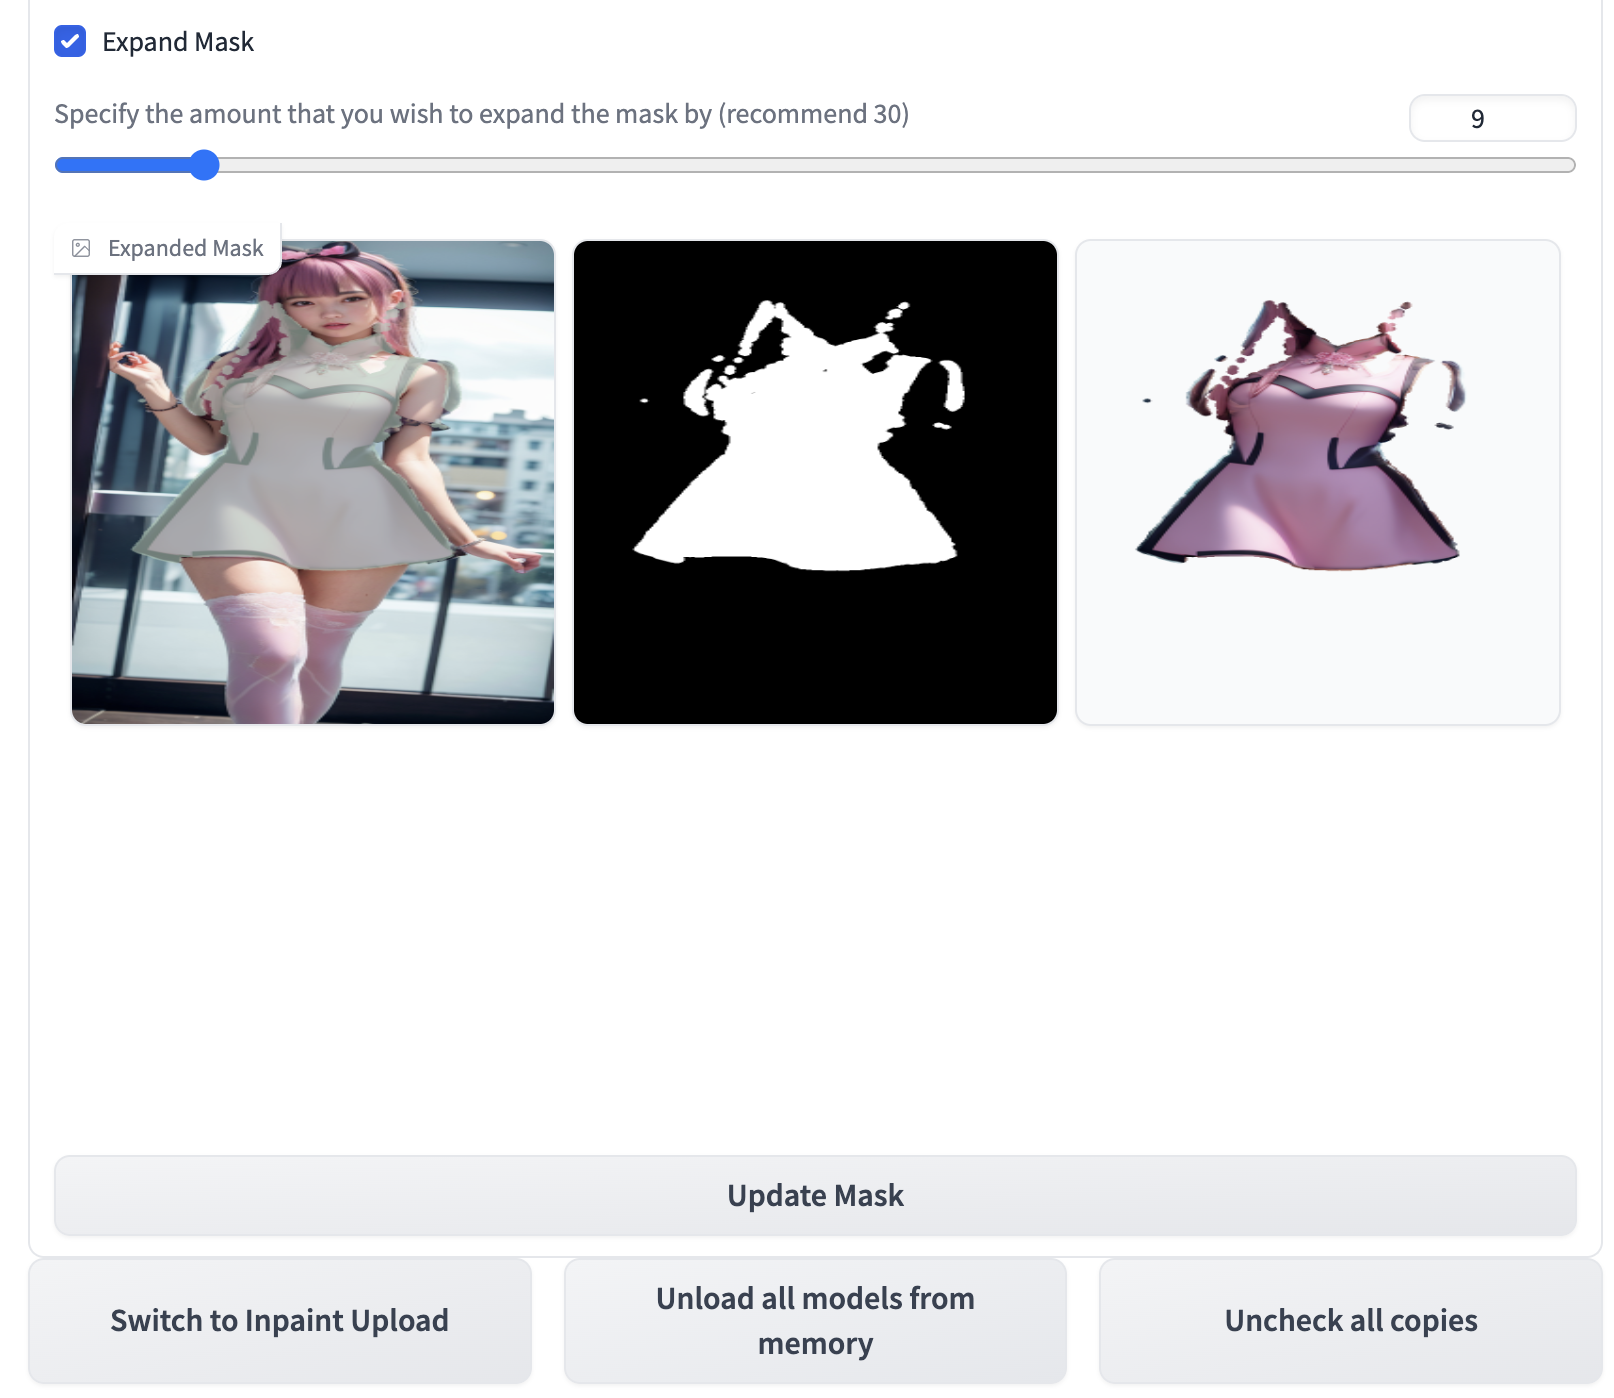 Expand Mask
Specify the amount that you wish to expand the mask by (recommend 30)
9
Expanded Mask
Update Mask
Switch to Inpaint Upload
Unload all models from
memory
Uncheck all copies